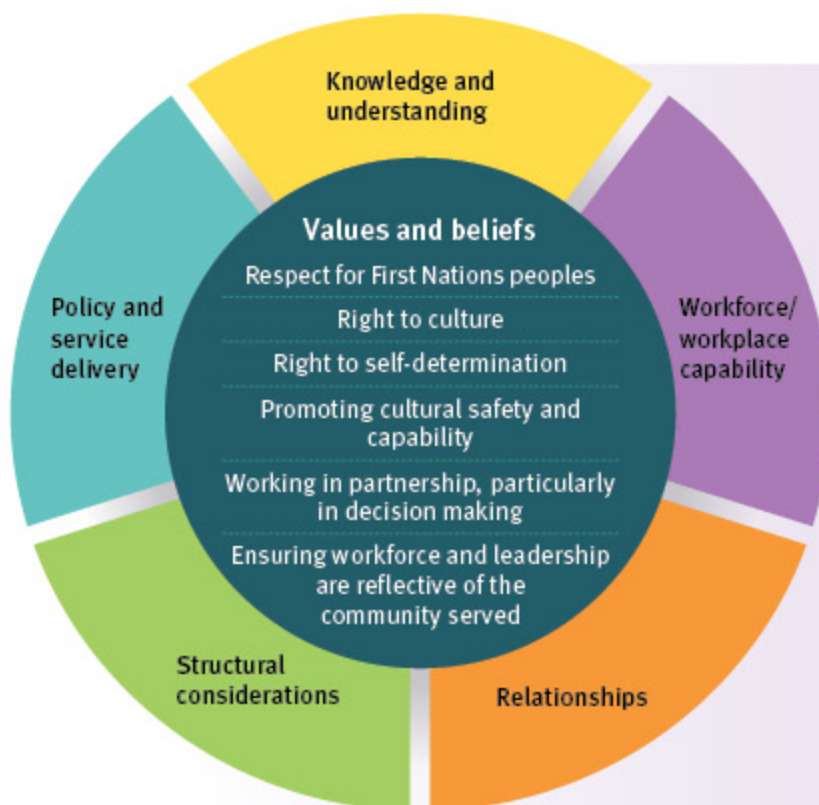 Knowledge and
understanding
Workforce/
workplace
capability
Relationships
Structural
considerations
Policy and
service
delivery
Values and beliefs
Respect for First Nations peoples
Right to culture
Right to self-determination
Promoting cultural safety and
capability
Working in partnership, particularly
in decision making
Ensuring workforce and leadership
are reflective of the
community served